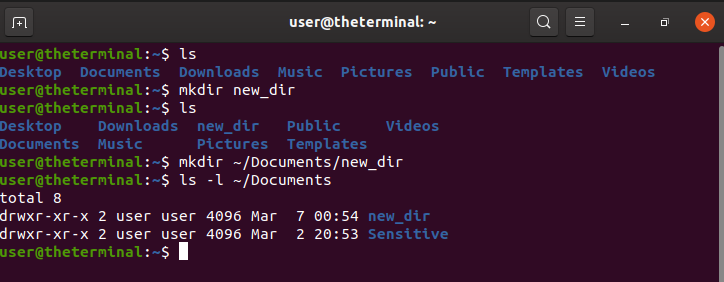 user@theterminal: ~
user@theterminal:~$ ls
Desktop  Documents  Downloads  Music  Pictures  Public  Templates  Videos
user@theterminal:~$ mkdir new_dir
user@theterminal:~$ ls
Desktop    Downloads  new_dir   Public     Videos
Documents  Music      Pictures  Templates
user@theterminal:~$ mkdir ~/Documents/new_dir
user@theterminal:~$ ls -l ~/Documents
total 8
drwxr-xr-x 2 user user 4096 Mar  7 00:54 new_dir
drwxr-xr-x 2 user user 4096 Mar  2 20:53 Sensitive
user@theterminal:~$